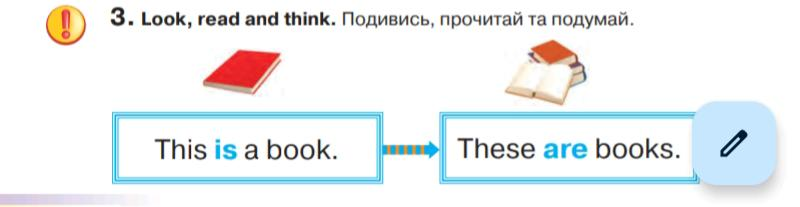 3. Look, read and think. Подивись, прочитай та подумай.
This is a book.
These are books.